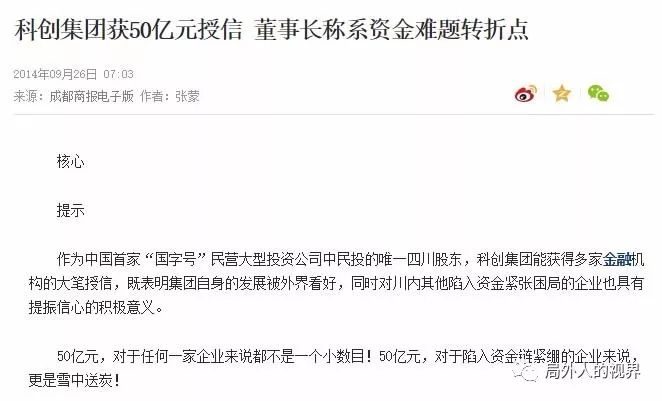 科创集团获50亿元授信 董事长称系资金难题转折点
2014年09月26日 07:03
来源：成都商报电子版 作者：张蒙
核心
提示
作为中国首家“国字号”民营大型投资公司中民投的唯一四川股东，科创集团能获得多家金融机
构的大笔授信，既表明集团自身的发展被外界看好，同时对川内其他陷入资金紧张困局的企业也具有
提振信心的积极意义。
50亿元，对于任何一家企业来说都不是一个小数目！50亿元，对于陷入资金链紧绷的企业来说，
更是雪中送炭！
局外人的视界